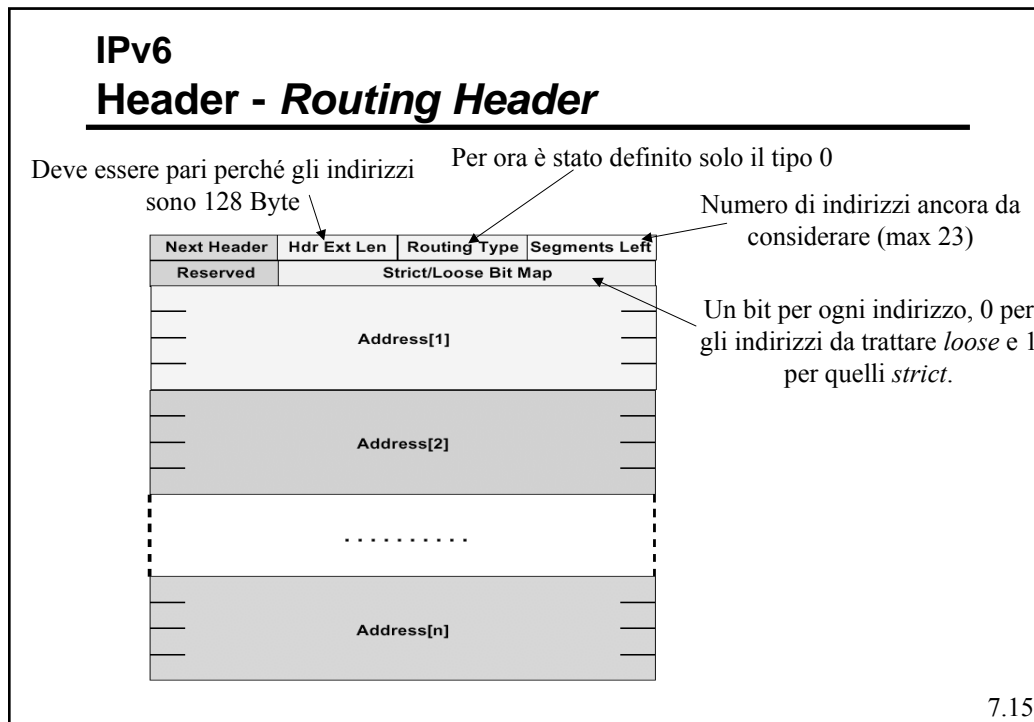 IPv6
Header - Routing Header
Deve essere pari perché gli indirizzi
sono 128 Byte
Per ora è stato definito solo il tipo 0
Numero di indirizzi ancora da
considerare (max 23)
Next Header Hdr Ext Len Routing Type Segments Left
Reserved Strict/Loose Bit Map
Un bit per ogni indirizzo, 0 per
gli indirizzi da trattare loose e 1
per quelli strict.
Address[1]
Address[2]
. . . . . . . . . .
Address[n]
7.15